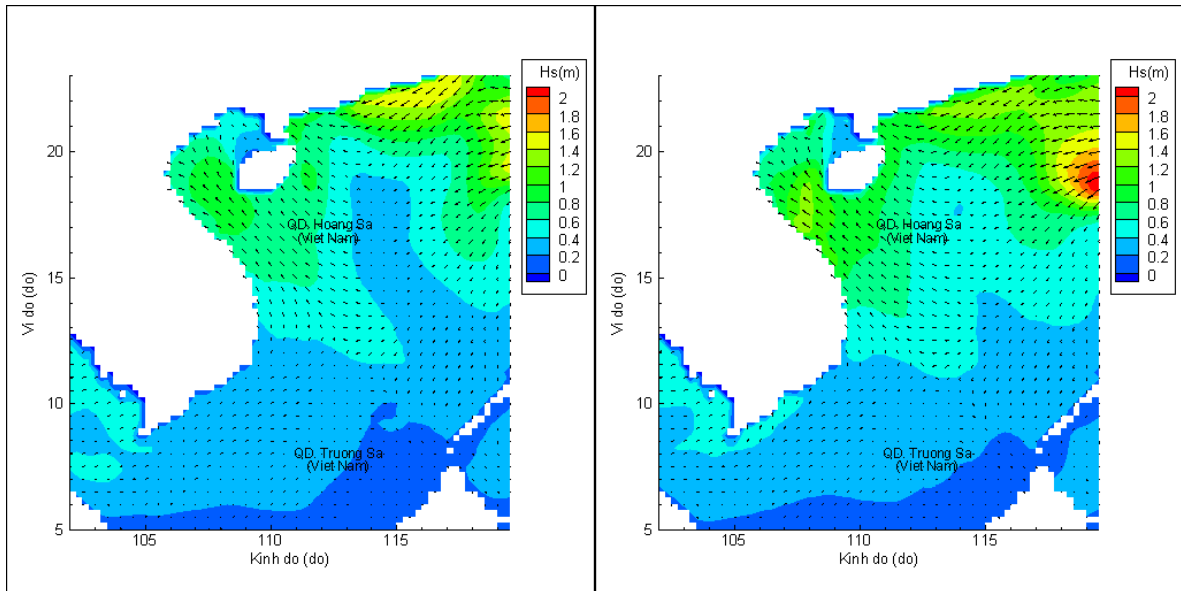 Hs(m)
2
1.8
1.6
1.4
1.2
1
0.8
0.6
0.4
0.2
0
20
15
10
5
Vi do (do)
QD. Hoang Sa
(Viet Nam)
QD. Truong Sa
(Viet Nam)
105
110
115
Kinh do (do)
Hs(m)
2
1.8
1.6
1.4
1.2
1
0.8
0.6
0.4
0.2
0
20
15
10
5
Vi do (do)
QD. Hoang Sa
(Viet Nam)
QD. Truong Sa
(Viet Nam)
105
110
115
Kinh do (do)